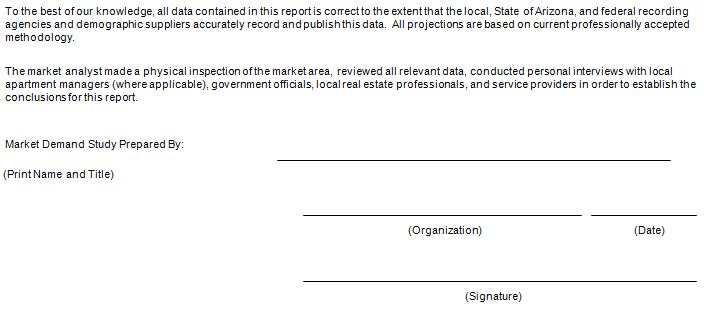 To the best of our knowledge, all data contained in this report is correct to the extent that the local, State of Arizona, and federal recording
agencies and demographic suppliers accurately record and publish this data.  All projections are based on current professionally accepted
methodology.
The market analyst made a physical inspection of the market area, reviewed all relevant data, conducted personal interviews with local
apartment managers (where applicable), government officials, local real estate professionals, and service providers in order to establish the
conclusions for this report.
Market Demand Study Prepared By:
(Print Name and Title)
(Organization) (Date)
(Signature)